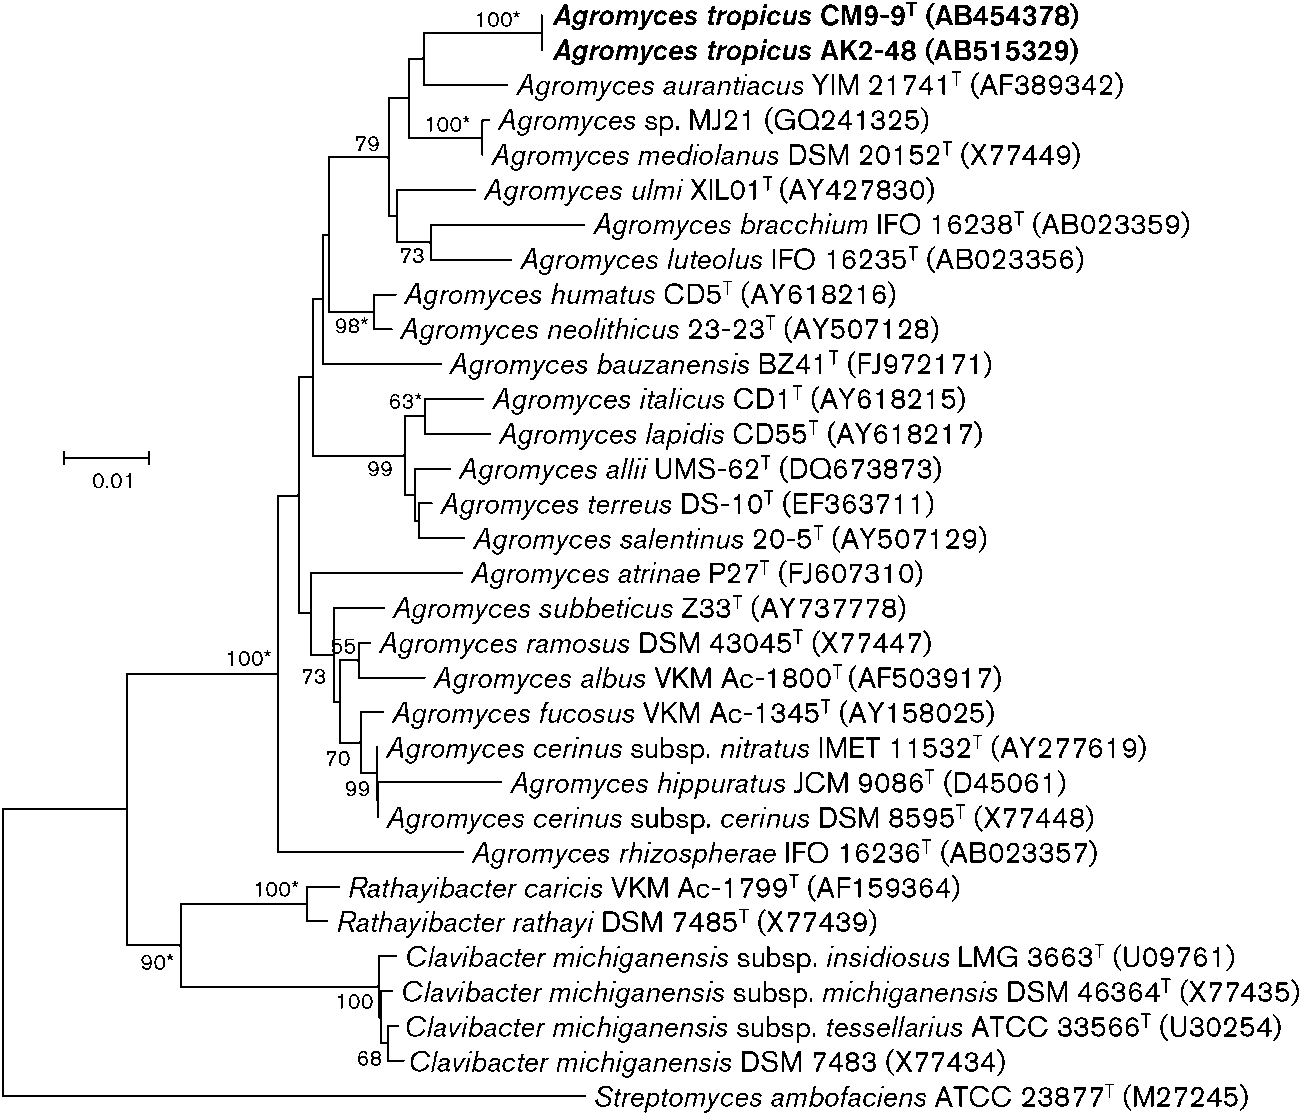 100*
Agromyces tropicus CM9-9ᵀ (AB454378)
Agromyces tropicus AK2-48 (AB515329)
Agromyces aurantiacus YIM 21741ᵀ (AF389342)
100*
Agromyces sp. MJ21 (GQ241325)
79
Agromyces mediolanus DSM 20152ᵀ (X77449)
Agromyces ulmi XIL01ᵀ (AY427830)
Agromyces bracchium IFO 16238ᵀ (AB023359)
73
Agromyces luteolus IFO 16235ᵀ (AB023356)
Agromyces humatus CD5ᵀ (AY618216)
98*
Agromyces neolithicus 23-23ᵀ (AY507128)
Agromyces bauzanensis BZ41ᵀ (FJ972171)
63*
Agromyces italicus CD1ᵀ (AY618215)
Agromyces lapidis CD55ᵀ (AY618217)
99
Agromyces allii UMS-62ᵀ (DQ673873)
0.01
Agromyces terreus DS-10ᵀ (EF363711)
Agromyces salentinus 20-5ᵀ (AY507129)
Agromyces atrinae P27ᵀ (FJ607310)
Agromyces subbeticus Z33ᵀ (AY737778)
55
Agromyces ramosus DSM 43045ᵀ (X77447)
100*
73
Agromyces albus VKM Ac-1800ᵀ (AF503917)
Agromyces fucosus VKM Ac-1345ᵀ (AY158025)
70
Agromyces cerinus subsp. nitratus IMET 11532ᵀ (AY277619)
99
Agromyces hippuratus JCM 9086ᵀ (D45061)
Agromyces cerinus subsp. cerinus DSM 8595ᵀ (X77448)
Agromyces rhizospherae IFO 16236ᵀ (AB023357)
100*
Rathayibacter caricis VKM Ac-1799ᵀ (AF159364)
Rathayibacter rathayi DSM 7485ᵀ (X77439)
90*
Clavibacter michiganensis subsp. insidiosus LMG 3663ᵀ (U09761)
100
Clavibacter michiganensis subsp. michiganensis DSM 46364ᵀ (X77435)
Clavibacter michiganensis subsp. tessellarius ATCC 33566ᵀ (U30254)
68
Clavibacter michiganensis DSM 7483 (X77434)
Streptomyces ambofaciens ATCC 23877ᵀ (M27245)